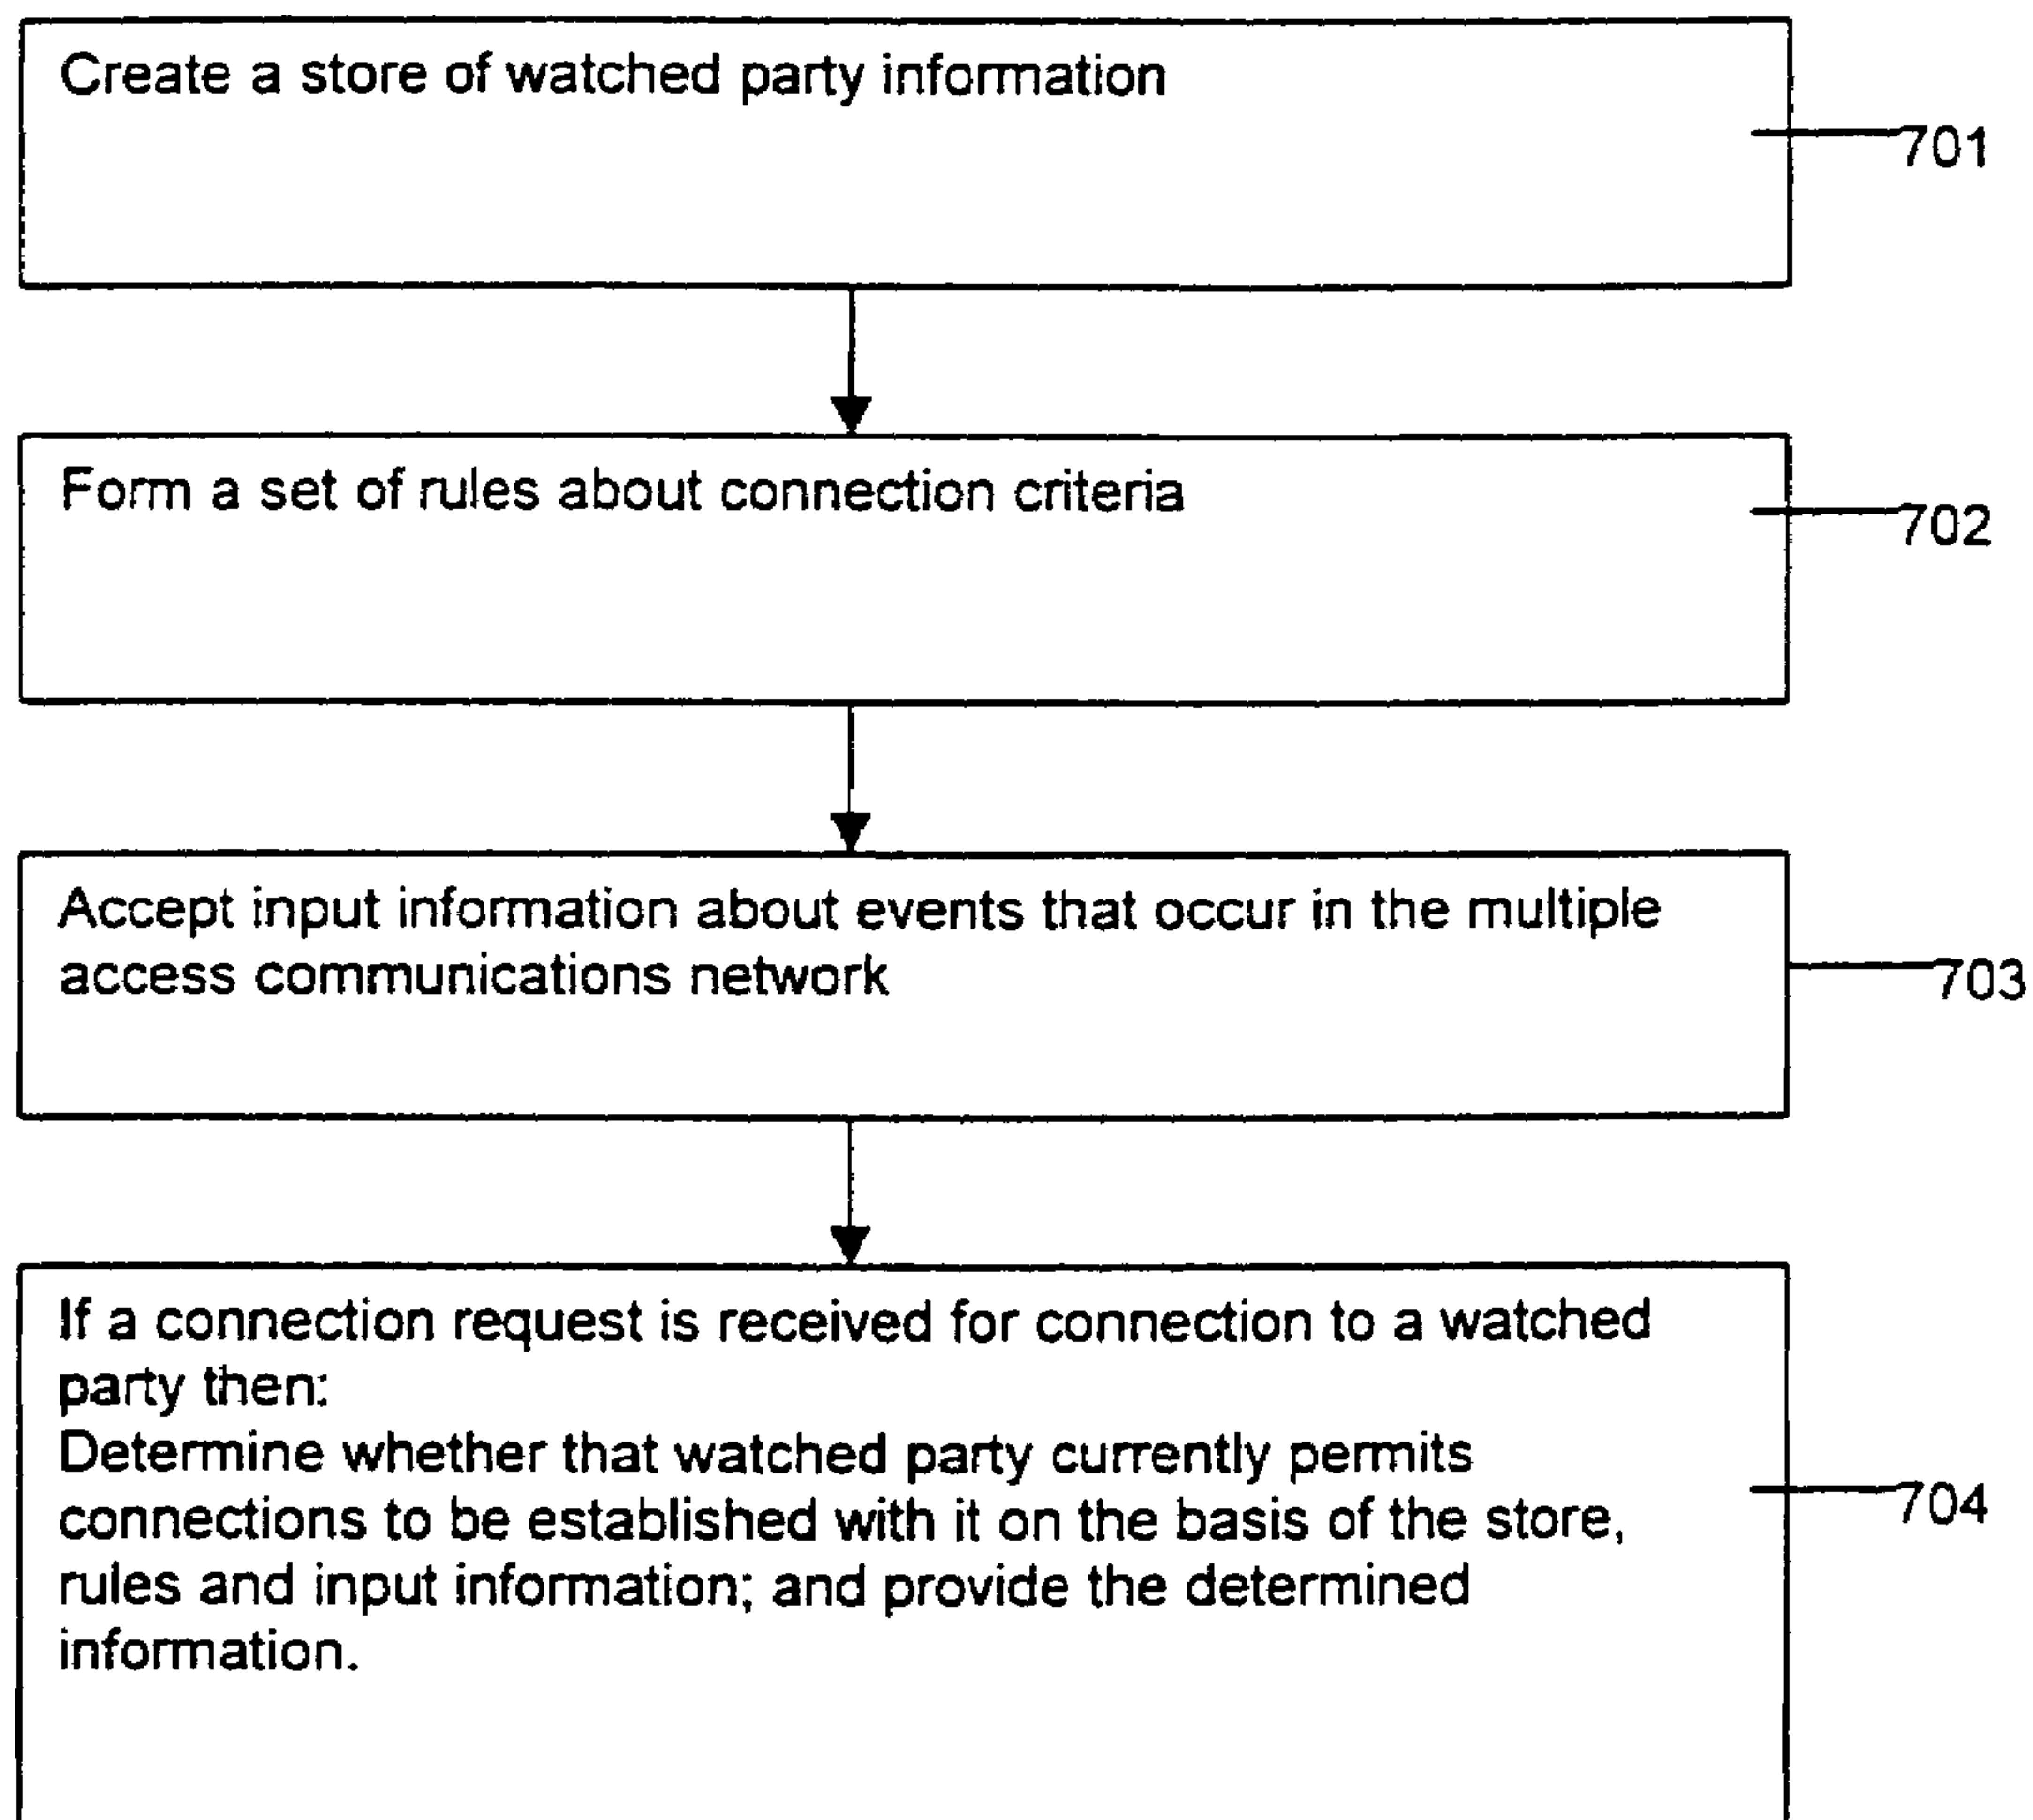 Create a store of watched party information
701
Form a set of rules about connection criteria
702
Accept input information about events that occur in the multiple
access communications network
703
If a connection request is received for connection to a watched
party then:
Determine whether that watched party currently permits
connections to be established with it on the basis of the store,
rules and input information; and provide the determined
information.
704